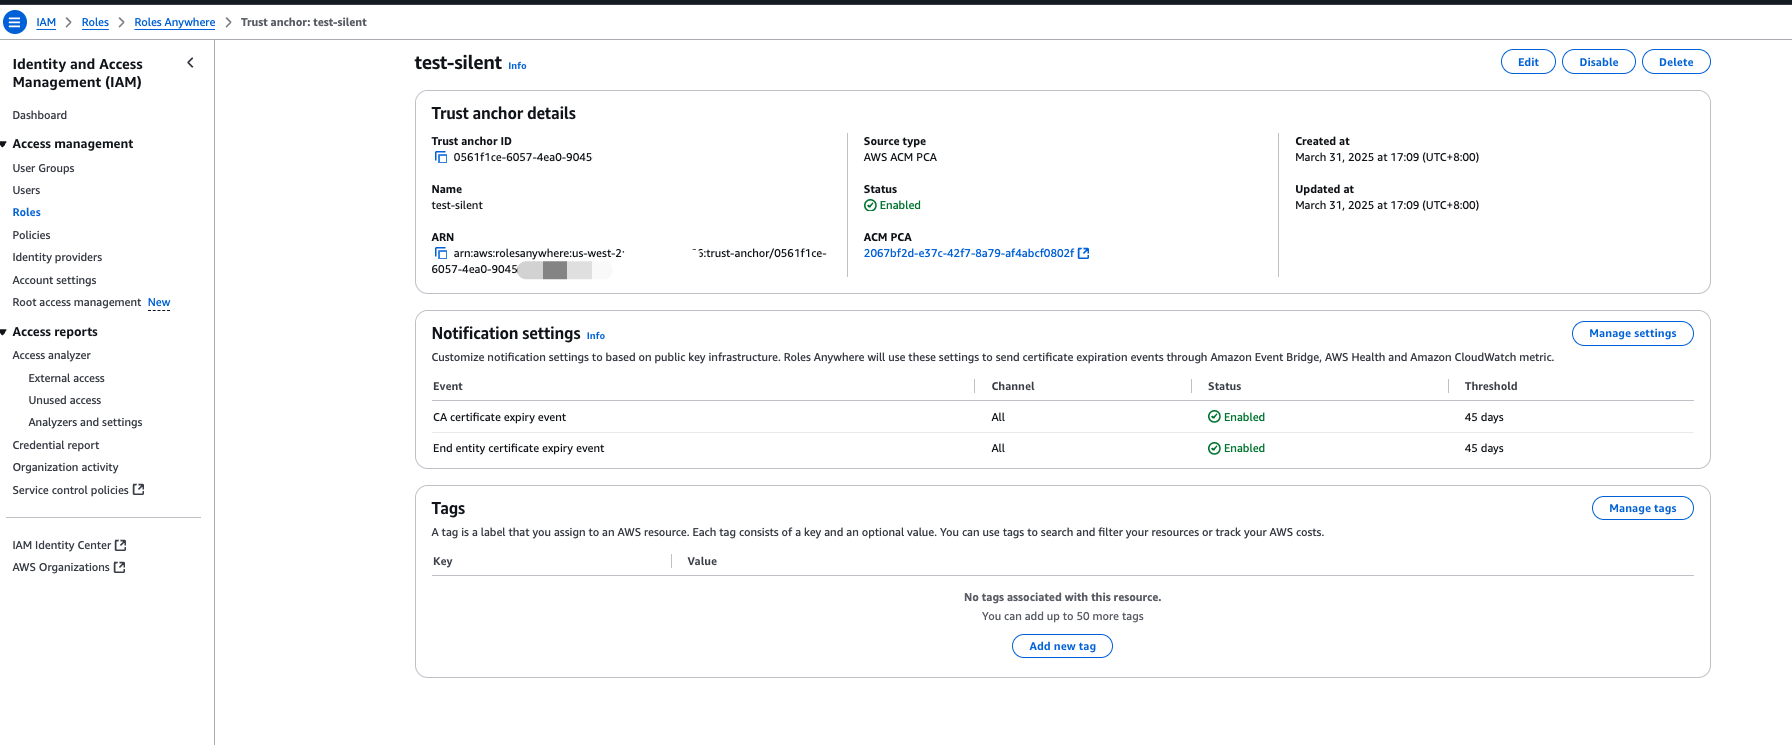 IAM > Roles > Roles Anywhere > Trust anchor: test-silent
Identity and Access
Management (IAM)
Dashboard
Access management
User Groups
Users
Roles
Policies
Identity providers
Account settings
Root access management New
Access reports
Access analyzer
External access
Unused access
Analyzers and settings
Credential report
Organization activity
Service control policies
IAM Identity Center
AWS Organizations
test-silent Info
Edit
Disable
Delete
Trust anchor details
Trust anchor ID
0561f1ce-6057-4ea0-9045
Name
test-silent
ARN
arn:aws:rolesanywhere:us-west-2: :trust-anchor/0561f1ce-
6057-4ea0-9045
Source type
AWS ACM PCA
Status
Enabled
ACM PCA
2067bf2d-e37c-42f7-8a79-af4abcf0802f
Created at
March 31, 2025 at 17:09 (UTC+8:00)
Updated at
March 31, 2025 at 17:09 (UTC+8:00)
Notification settings Info
Manage settings
Customize notification settings to based on public key infrastructure. Roles Anywhere will use these settings to send certificate expiration events through Amazon Event Bridge, AWS Health and Amazon CloudWatch metric.
Event Channel Status Threshold
CA certificate expiry event All Enabled 45 days
End entity certificate expiry event All Enabled 45 days
Tags
Manage tags
A tag is a label that you assign to an AWS resource. Each tag consists of a key and an optional value. You can use tags to search and filter your resources or track your AWS costs.
Key Value
No tags associated with this resource.
You can add up to 50 more tags
Add new tag